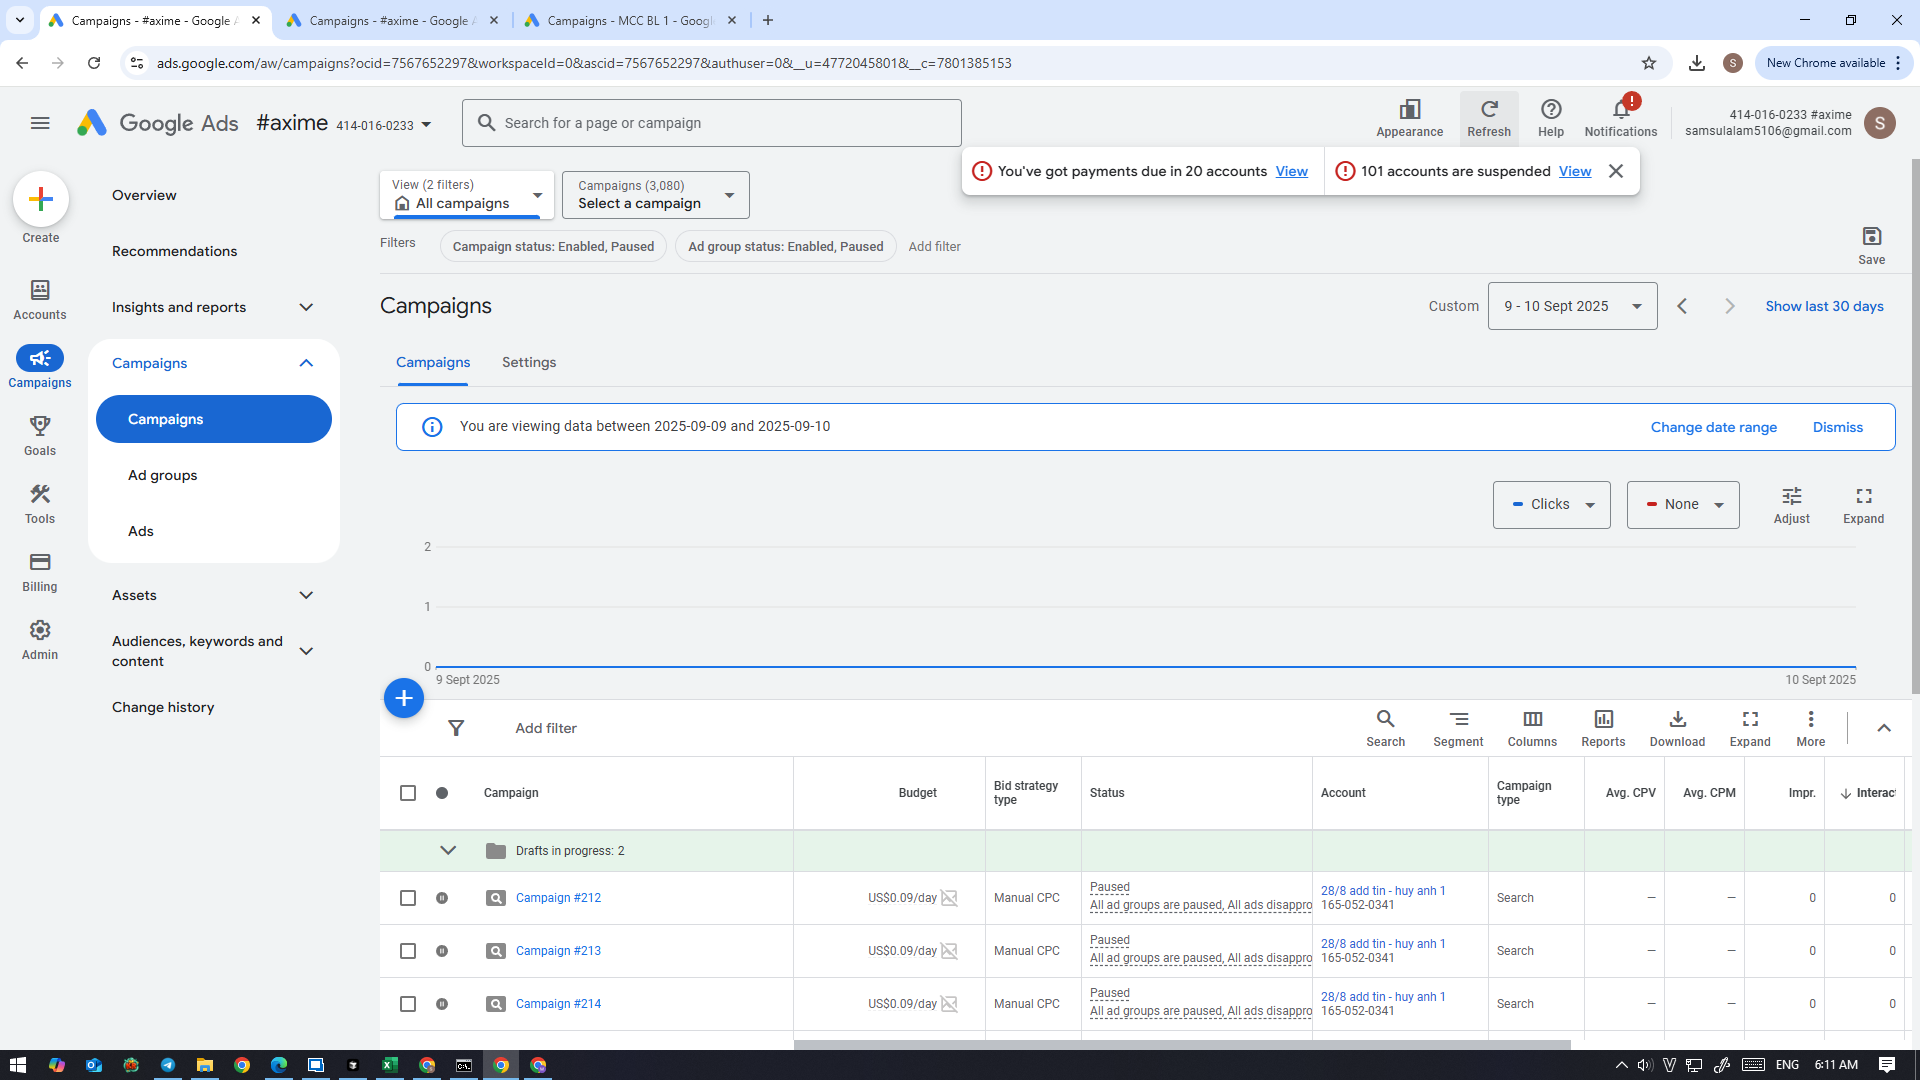 Campaigns - #axime - Google A
Campaigns - #axime - Google A
Campaigns - MCC BL 1 - Googl
ads.google.com/aw/campaigns?ocid=7567652297&workspaceId=0&ascid=7567652297&authuser=0&__u=4772045801&__c=7801385153
S
New Chrome available
Google Ads
#axime 414-016-0233
Search for a page or campaign
Appearance
Refresh
Help
!
Notifications
414-016-0233 #axime
samsulalam5106@gmail.com
S
You've got payments due in 20 accounts View
101 accounts are suspended View
Create
Accounts
Campaigns
Goals
Tools
Billing
Admin
Overview
Recommendations
Insights and reports
Campaigns
Campaigns
Ad groups
Ads
Assets
Audiences, keywords and
content
Change history
View (2 filters)
All campaigns
Campaigns (3,080)
Select a campaign
Filters
Campaign status: Enabled, Paused
Ad group status: Enabled, Paused
Add filter
Save
Campaigns
Custom
9 - 10 Sept 2025
Show last 30 days
Campaigns
Settings
You are viewing data between 2025-09-09 and 2025-09-10
Change date range
Dismiss
Clicks
None
Adjust
Expand
2
1
0
9 Sept 2025
10 Sept 2025
Add filter
Search
Segment
Columns
Reports
Download
Expand
More
Campaign
Budget
Bid strategy
type
Status
Account
Campaign
type
Avg. CPV
Avg. CPM
Impr.
Interac
Drafts in progress: 2
Campaign #212
US$0.09/day
Manual CPC
Paused
All ad groups are paused, All ads disappro
28/8 add tin - huy anh 1
165-052-0341
Search
—
—
0
0
Campaign #213
US$0.09/day
Manual CPC
Paused
All ad groups are paused, All ads disappro
28/8 add tin - huy anh 1
165-052-0341
Search
—
—
0
0
Campaign #214
US$0.09/day
Manual CPC
Paused
All ad groups are paused, All ads disappro
28/8 add tin - huy anh 1
165-052-0341
Search
—
—
0
0
ENG
6:11 AM